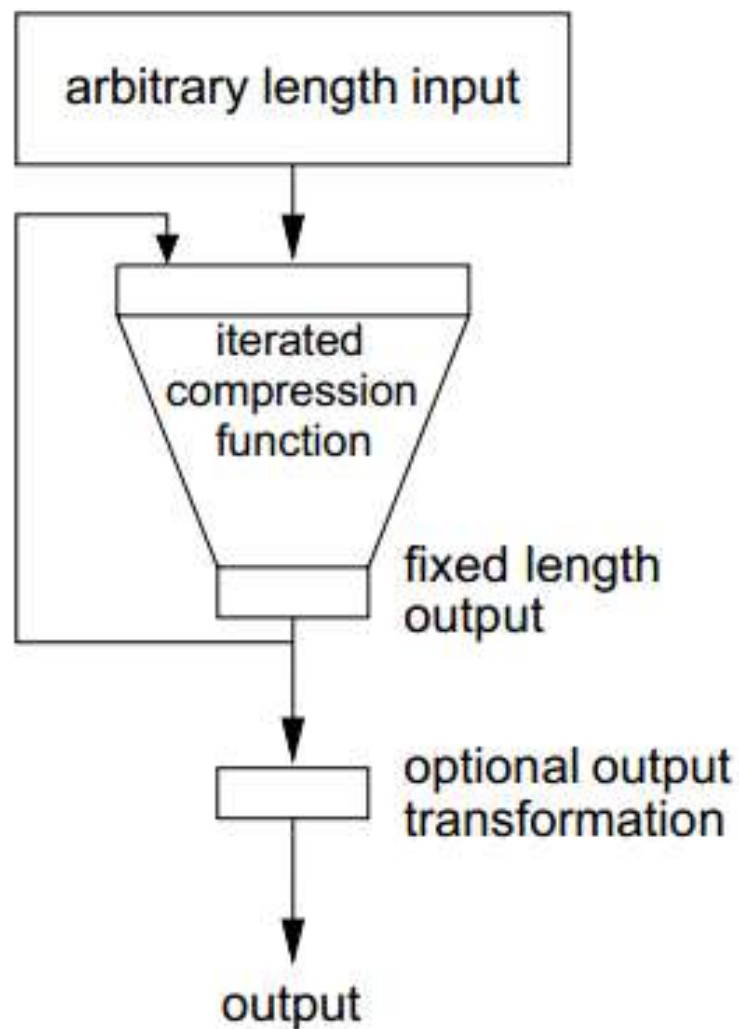 arbitrary length input
iterated
compression
function
fixed length
output
optional output
transformation
output